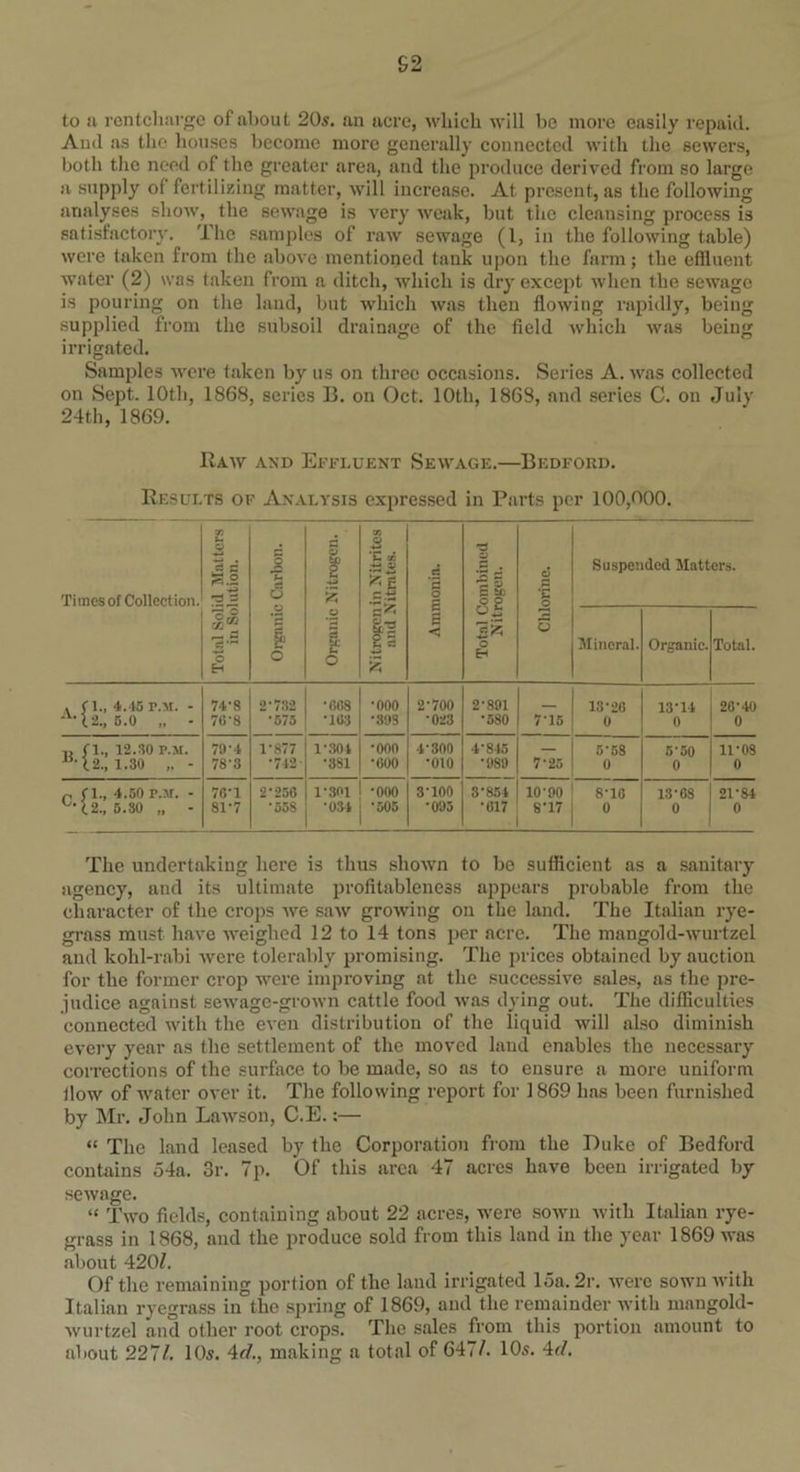 82
to a rentcharge of about 20s. an acre, which will be more easily repaid.
And as the houses become more generally connected with the sewers,
both the need of the greater area, and the produce derived from so large
a supply of fertilizing matter, will increase. At present, as the following
analyses show, the sewage is very weak, but the cleansing process is
satisfactory. The samples of raw sewage (1, in the following table)
were taken from the above mentioned tank upon the farm; the effluent
water (2) was taken from a ditch, which is dry except when the sewage
is pouring on the land, but which was then flowing rapidly, being
supplied from the subsoil drainage of the field which was being
irrigated.
Samples were taken by us on three occasions. Series A. was collected
on Sept. 10th, 1868, series B. on Oct. 10th, 1868, and series C. on July
24th, 1869.
RAW AND EFFLUENT SEWAGE.—BEDFORD.
RESULTS OF ANALYSIS expressed in Parts per 100,000.
Times of Collection. Total Solid Matters in Solution. Organic Carbon. Organic Nitrogen. Nitrogen in Nitrites and Nitrates. Ammonia. Total Combined Nitrogen. Chlorine. Suspended Matters.
Mineral. Organic. Total.
A. {1., 4.45 P.M. - 74·8 2·732 ·668 ·000 2·700 2·891 — 13·26 13·14 26·40
{2., 5.0 „ - 76·8 ·575 ·163 ·398 ·023 ·580 7·15 0 0 0
B. {1., 12.30 P.M. 79·4 1·877 1·304 ·000 4·300 4·845 — 5·58 5·50 11·08
{2., 1.30 „ - 78·3 ·742 ·381 ·600 ·010 ·989 7·25 0 0 0
C. {1., 4.50 P.M. - 76·1 2·256 1·301 ·000 3·100 3·854 10·90 8·16 13·68 21·84
{2., 5.30 „ - 81·7 ·558 ·034 ·505 ·095 ·617 8·17 0 0 0
The undertaking here is thus shown to be sufficient as a sanitary
agency, and its ultimate profitableness appears probable from the
character of the crops we saw growing on the land. The Italian rye-
grass must have weighed 12 to 14 tons per acre. The mangold-wurtzel
and kohl-rabi were tolerably promising. The prices obtained by auction
for the former crop were improving at the successive sales, as the pre-
judice against sewage-grown cattle food was dying out. The difficulties
connected with the even distribution of the liquid will also diminish
every year as the settlement of the moved land enables the necessary
corrections of the surface to be made, so as to ensure a more uniform
flow of water over it. The following report for 1869 has been furnished
by Mr. John Lawson, C.E.:—
“ The land leased by the Corporation from the Duke of Bedford
contains 54a. 3r. 7p. Of this area 47 acres have been irrigated by
sewage.
“ Two fields, containing about 22 acres, were sown with Italian rye-
grass in 1868, and the produce sold from this land in the year 1869 was
about 420l.
Of the remaining portion of the land irrigated 15a. 2r. were sown with
Italian ryegrass in the spring of 1869, and the remainder with mangold-
wurtzel and other root crops. The sales from this portion amount to
about 227l. 10s. 4d., making a total of 647l. 10s. 4d.